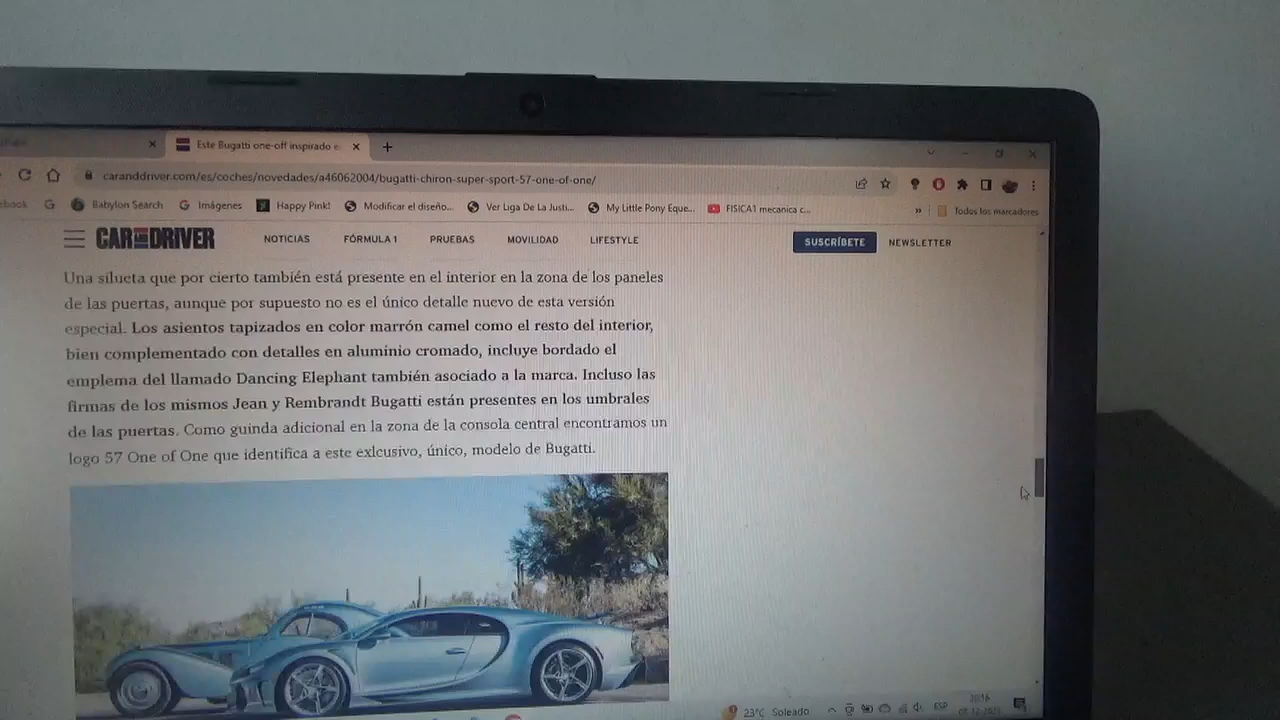 Este Bugatti one-off inspirado e
caranddriver.com/es/coches/novedades/a46062004/bugatti-chiron-super-sport-57-one-of-one/
ebook Babylon Search Imágenes Happy Pink! Modificar el diseño... Ver Liga De La Justi... My Little Pony Eque... FISICA1 mecanica c... » Todos los marcadores
CAR AND DRIVER NOTICIAS FÓRMULA 1 PRUEBAS MOVILIDAD LIFESTYLE SUSCRÍBETE NEWSLETTER
Una silueta que por cierto también está presente en el interior en la zona de los paneles
de las puertas, aunque por supuesto no es el único detalle nuevo de esta versión
especial. Los asientos tapizados en color marrón camel como el resto del interior,
bien complementado con detalles en aluminio cromado, incluye bordado el
emplema del llamado Dancing Elephant también asociado a la marca. Incluso las
firmas de los mismos Jean y Rembrandt Bugatti están presentes en los umbrales
de las puertas. Como guinda adicional en la zona de la consola central encontramos un
logo 57 One of One que identifica a este exlcusivo, único, modelo de Bugatti.
23°C Soleado ESP 20:16